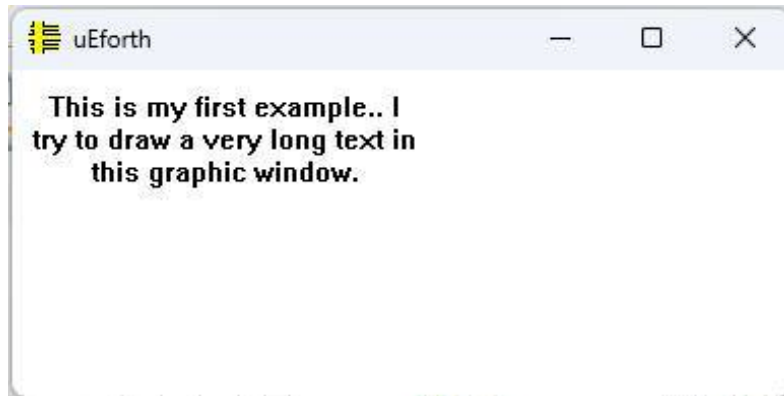 uEforth
This is my first example.. I
try to draw a very long text in
this graphic window.